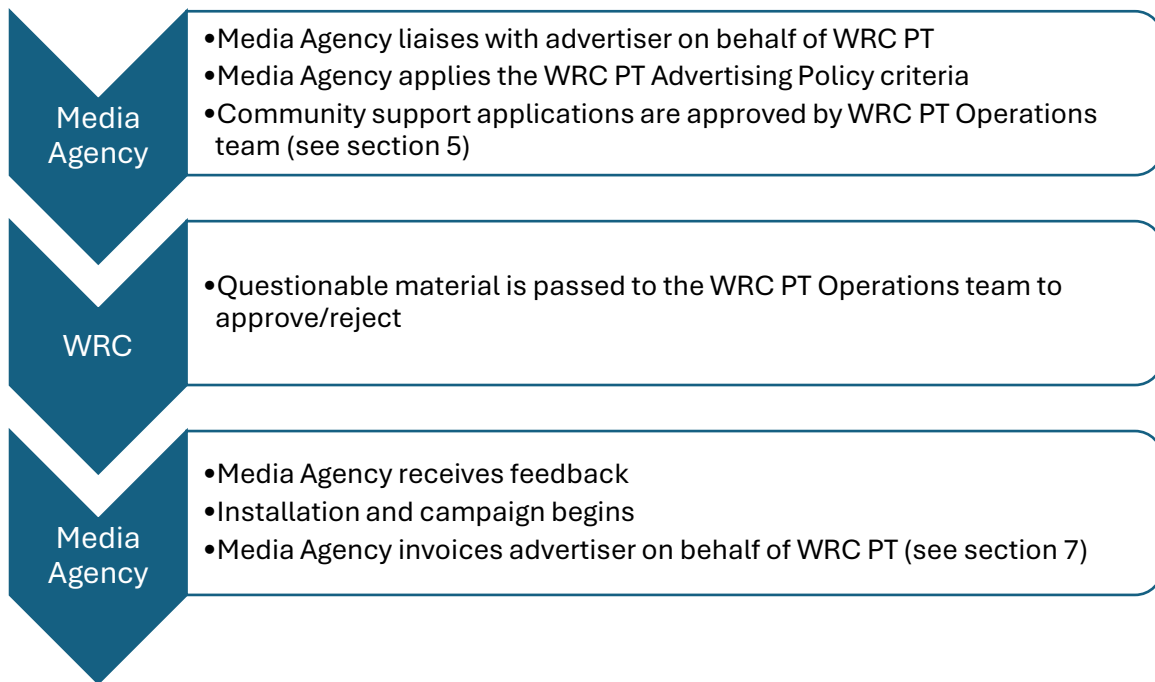 Media
Agency
•Media Agency liaises with advertiser on behalf of WRC PT
•Media Agency applies the WRC PT Advertising Policy criteria
•Community support applications are approved by WRC PT Operations
team (see section 5)
WRC
•Questionable material is passed to the WRC PT Operations team to
approve/reject
Media
Agency
•Media Agency receives feedback
•Installation and campaign begins
•Media Agency invoices advertiser on behalf of WRC PT (see section 7)